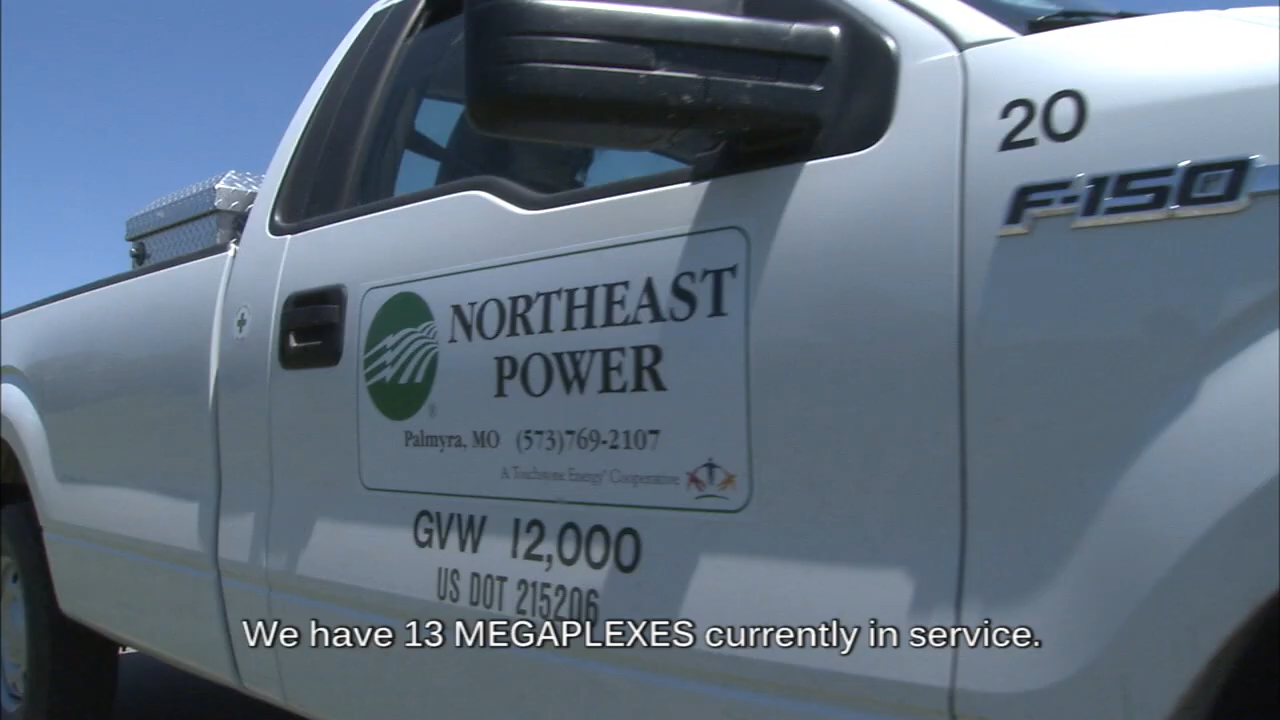 20
F-150
NORTHEAST
POWER
®
Palmyra, MO (573)769-2107
A Touchstone Energy® Cooperative
GVW 12,000
US DOT 215206
We have 13 MEGAPLEXES currently in service.